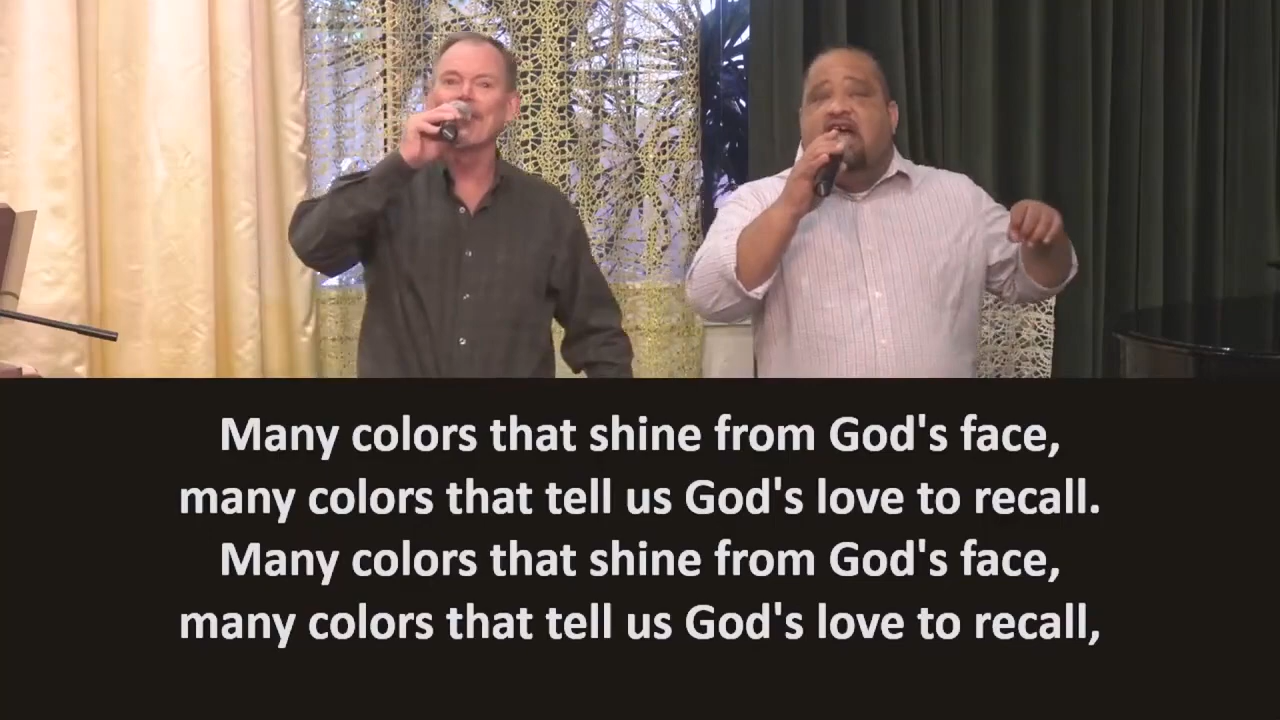 Many colors that shine from God's face,
many colors that tell us God's love to recall.
Many colors that shine from God's face,
many colors that tell us God's love to recall,